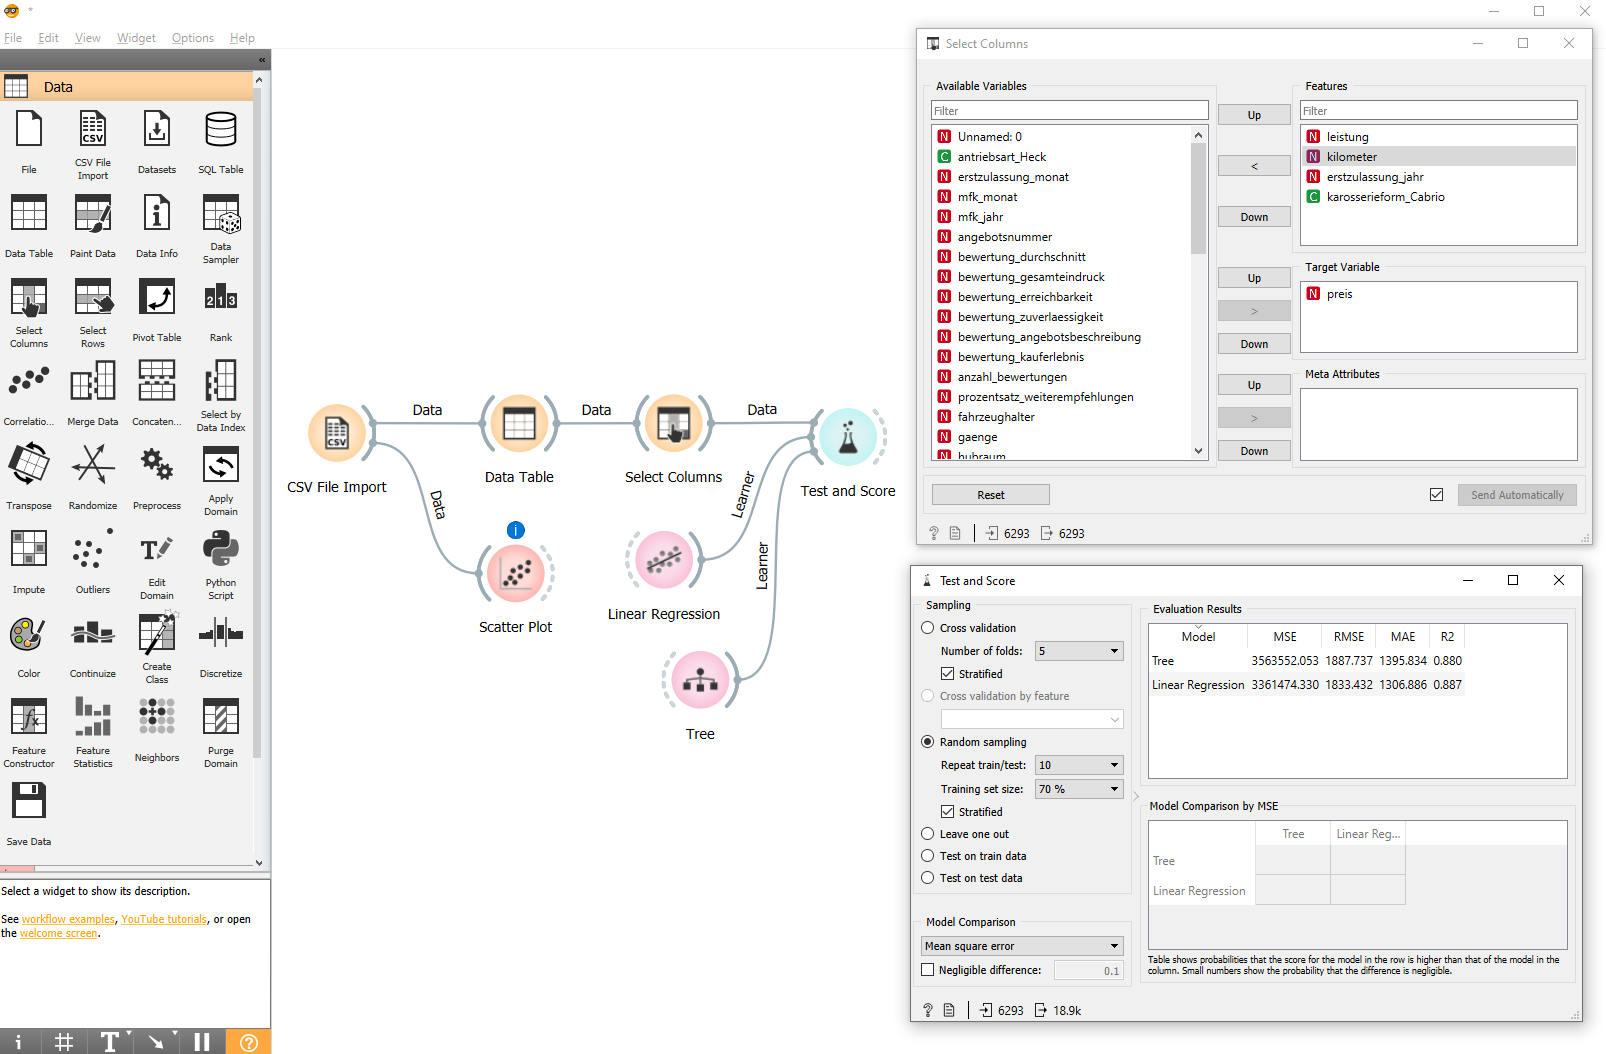 *
File Edit View Widget Options Help
«
Data
File
CSV File Import
Datasets
SQL Table
Data Table
Paint Data
Data Info
Data Sampler
Select Columns
Select Rows
Pivot Table
Rank
Correlatio...
Merge Data
Concaten...
Select by Data Index
Transpose
Randomize
Preprocess
Apply Domain
Impute
Outliers
Edit Domain
Python Script
Color
Continuize
Create Class
Discretize
Feature Constructor
Feature Statistics
Neighbors
Purge Domain
Save Data
Select a widget to show its description.
See workflow examples, YouTube tutorials, or open
the welcome screen.
CSV File Import
Data
Data Table
Data
Select Columns
Data
Test and Score
Data
Scatter Plot
Learner
Linear Regression
Learner
Tree
Select Columns
Available Variables
Filter
N Unnamed: 0
C antriebsart_Heck
N erstzulassung_monat
N mfk_monat
N mfk_jahr
N angebotsnummer
N bewertung_durchschnitt
N bewertung_gesamteindruck
N bewertung_erreichbarkeit
N bewertung_zuverlaessigkeit
N bewertung_angebotsbeschreibung
N bewertung_kauferlebnis
N anzahl_bewertungen
N prozentsatz_weiterempfehlungen
N fahrzeughalter
N gaenge
N hubraum
Up
<
Down
Up
>
Down
Up
>
Down
Features
Filter
N leistung
N kilometer
N erstzulassung_jahr
C karosserieform_Cabrio
Target Variable
N preis
Meta Attributes
Reset
Send Automatically
? 6293 6293
Test and Score
Sampling
Cross validation
Number of folds: 5
Stratified
Cross validation by feature
Random sampling
Repeat train/test: 10
Training set size: 70 %
Stratified
Leave one out
Test on train data
Test on test data
Model Comparison
Mean square error
Negligible difference: 0.1
Evaluation Results
Model MSE RMSE MAE R2
Tree 3563552.053 1887.737 1395.834 0.880
Linear Regression 3361474.330 1833.432 1306.886 0.887
Model Comparison by MSE
Tree Linear Reg...
Tree
Linear Regression
Table shows probabilities that the score for the model in the row is higher than that of the model in the
column. Small numbers show the probability that the difference is negligible.
? 6293 18.9k